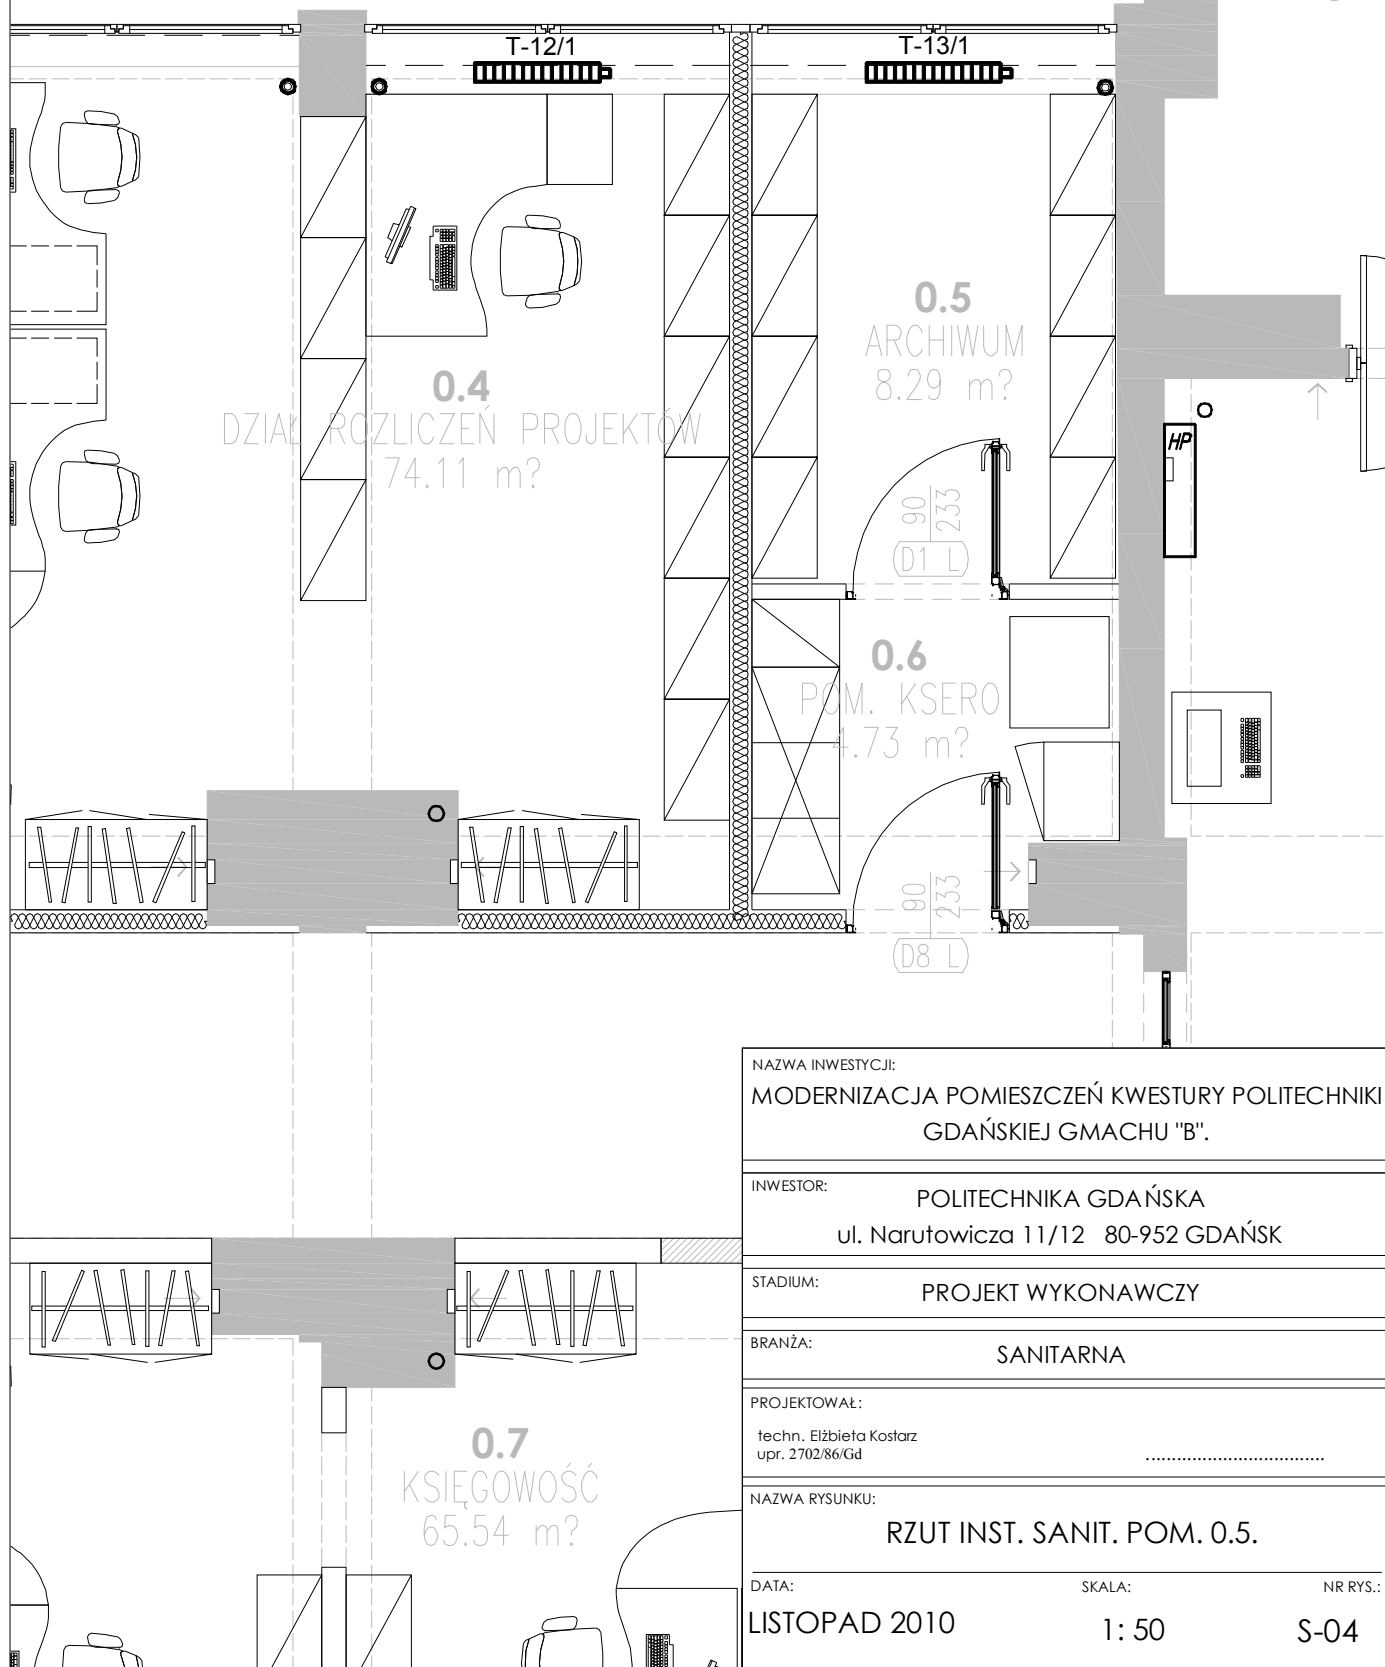 T-12/1
T-13/1
0.5
ARCHIWUM
8.29 m?
0.4
DZIAŁ ROZLICZEŃ PROJEKTÓW
74.11 m?
HP
90
233
D1 L
0.6
POM. KSERO
4.73 m?
90
233
D8 L
0.7
KSIĘGOWOŚĆ
65.54 m?
NAZWA INWESTYCJI:
MODERNIZACJA POMIESZCZEŃ KWESTURY POLITECHNIKI
GDAŃSKIEJ GMACHU "B".
INWESTOR:
POLITECHNIKA GDAŃSKA
ul. Narutowicza 11/12 80-952 GDAŃSK
STADIUM:
PROJEKT WYKONAWCZY
BRANŻA:
SANITARNA
PROJEKTOWAŁ:
techn. Elżbieta Kostarz
upr. 2702/86/Gd ...................................
NAZWA RYSUNKU:
RZUT INST. SANIT. POM. 0.5.
DATA: SKALA: NR RYS.:
LISTOPAD 2010 1: 50 S-04